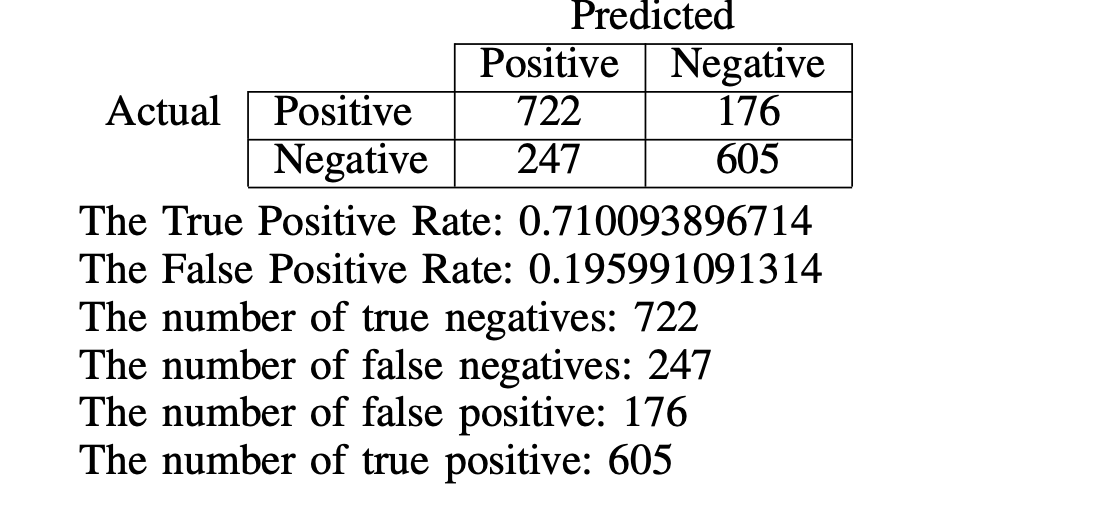 Predicted
Positive Negative
Actual Positive 722 176
Negative 247 605
The True Positive Rate: 0.710093896714
The False Positive Rate: 0.195991091314
The number of true negatives: 722
The number of false negatives: 247
The number of false positive: 176
The number of true positive: 605